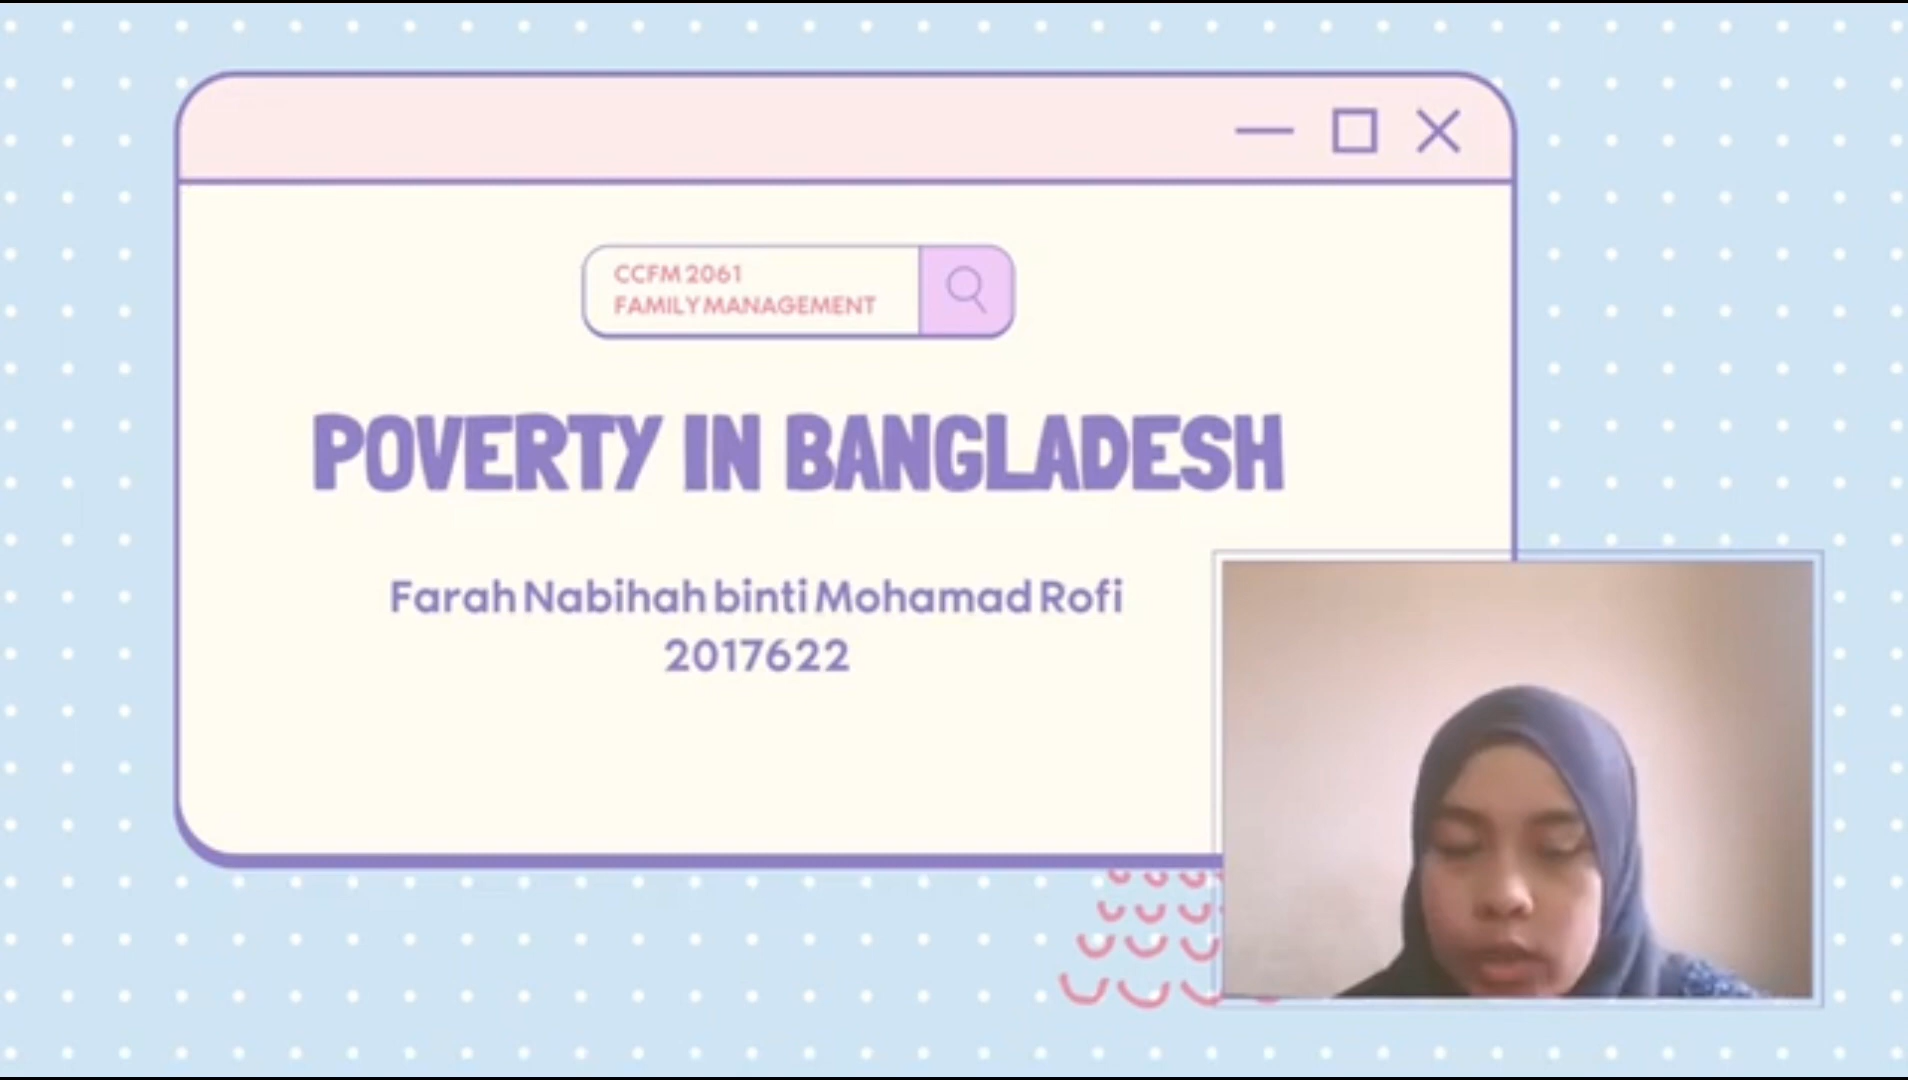 CCFM 2061
FAMILY MANAGEMENT
POVERTY IN BANGLADESH
Farah Nabihah binti Mohamad Rofi
2017622